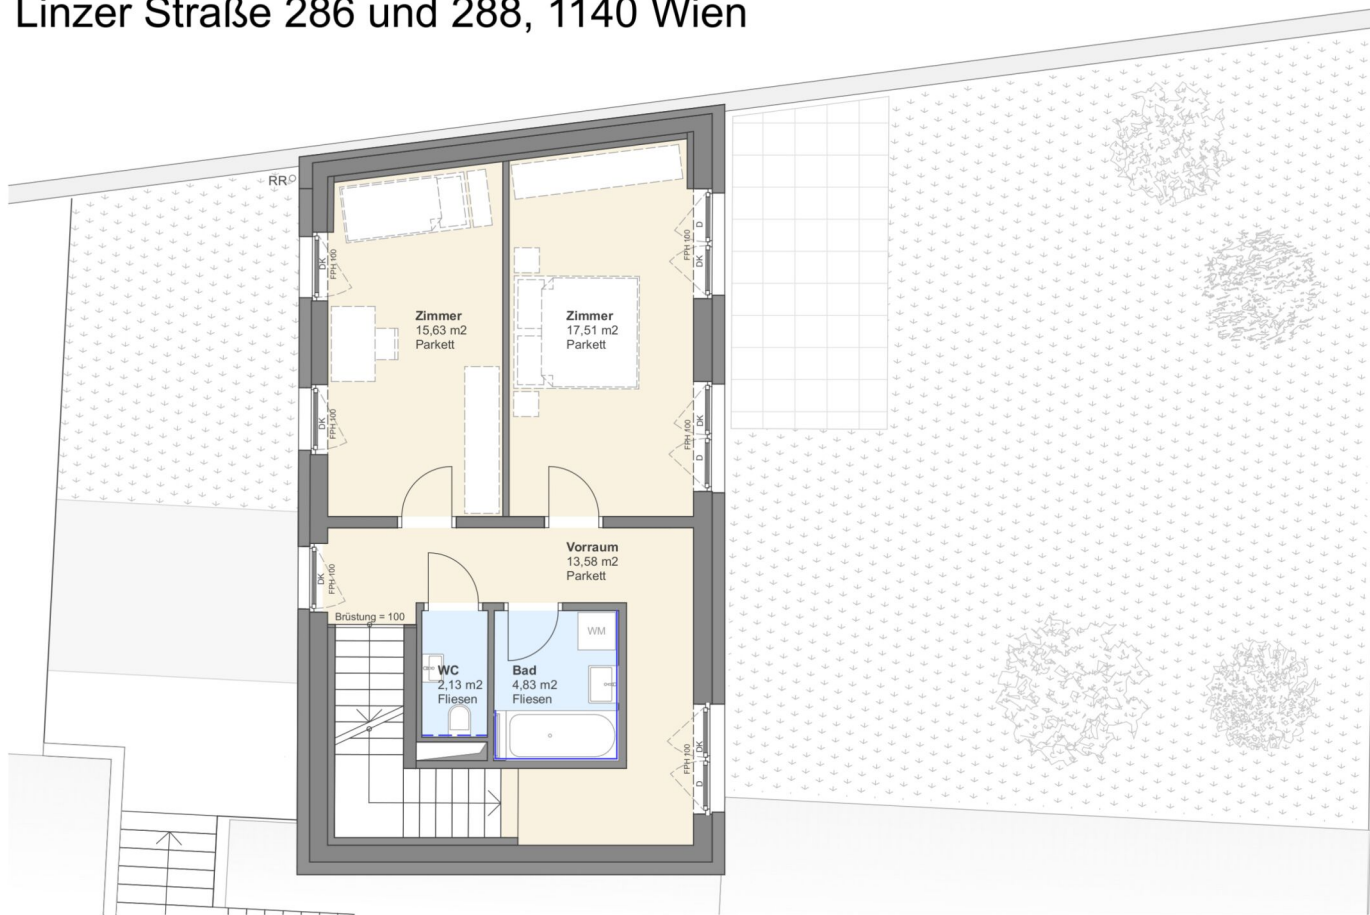 Linzer Straße 286 und 288, 1140 Wien
RR
DK
FPH 100
D
FPH 100
DK
Zimmer
15,63 m2
Parkett
Zimmer
17,51 m2
Parkett
DK
FPH 100
DK
FPH 100
D
Vorraum
13,58 m2
Parkett
DK
FPH 100
Brüstung = 100
WM
WC
2,13 m2
Fliesen
Bad
4,83 m2
Fliesen
DK
FPH 100
D